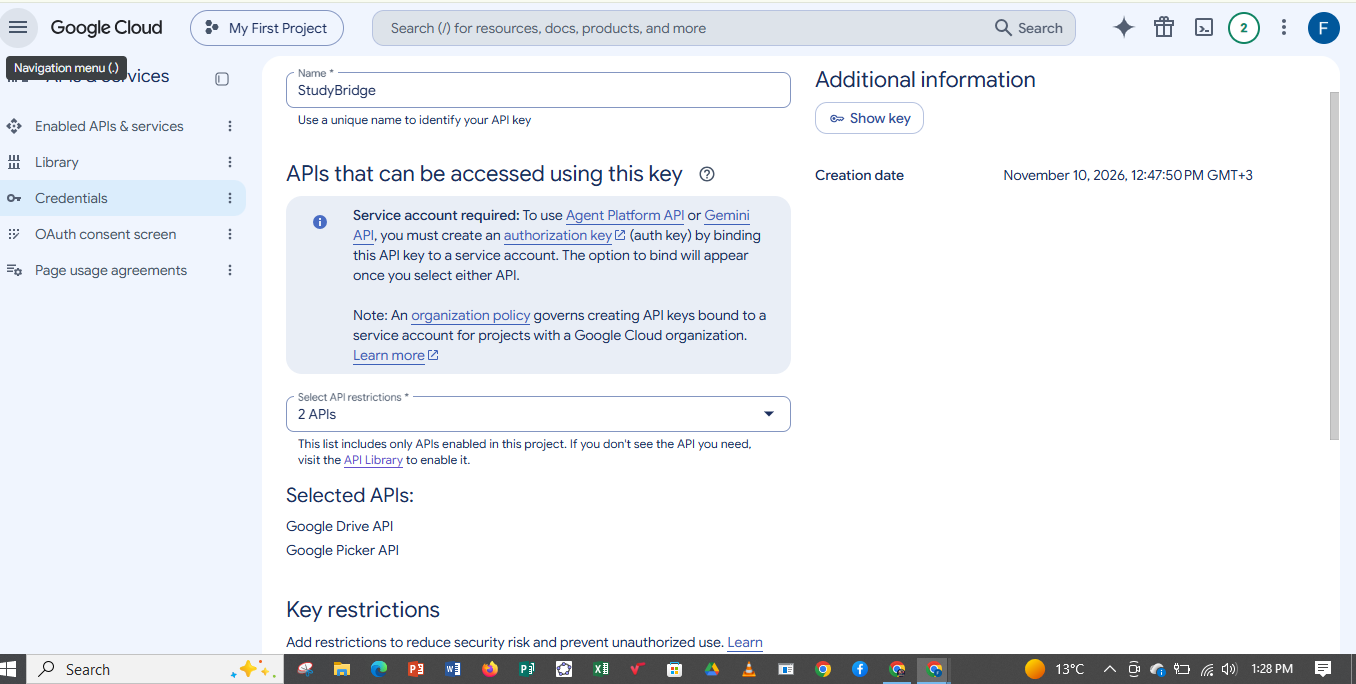 Google Cloud
My First Project
Search (/) for resources, docs, products, and more
Search
2
F
Navigation menu (.)
APIs & services
Enabled APIs & services
Library
Credentials
OAuth consent screen
Page usage agreements
Name *
StudyBridge
Use a unique name to identify your API key
APIs that can be accessed using this key
Service account required: To use Agent Platform API or Gemini
API, you must create an authorization key (auth key) by binding
this API key to a service account. The option to bind will appear
once you select either API.
Note: An organization policy governs creating API keys bound to a
service account for projects with a Google Cloud organization.
Learn more
Select API restrictions *
2 APIs
This list includes only APIs enabled in this project. If you don't see the API you need,
visit the API Library to enable it.
Selected APIs:
Google Drive API
Google Picker API
Key restrictions
Add restrictions to reduce security risk and prevent unauthorized use. Learn
Additional information
Show key
Creation date
November 10, 2026, 12:47:50 PM GMT+3
Search
13°C
1:28 PM